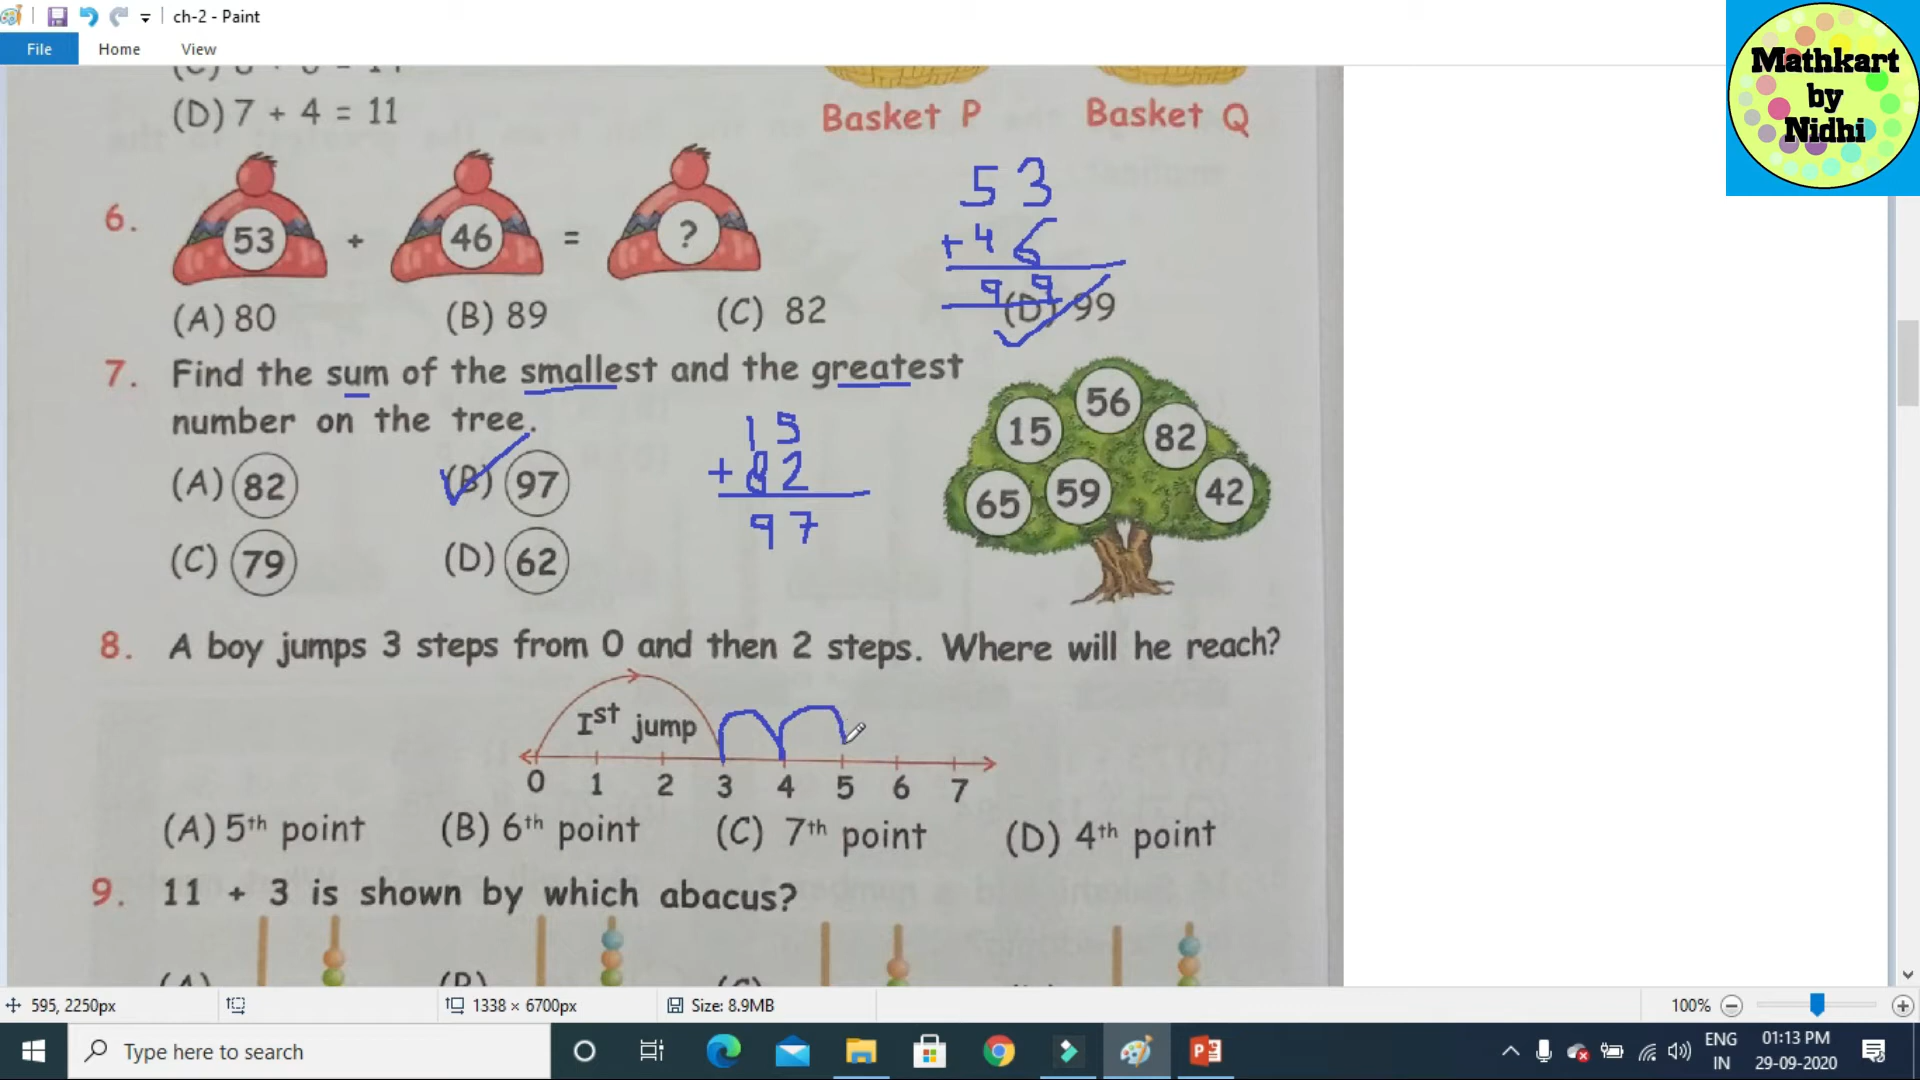 ch-2 - Paint
File Home View
Mathkart
by
Nidhi
(D) 7 + 4 = 11
Basket P Basket Q
6. 53 + 46 = ?
53
+ 46
99
(A) 80 (B) 89 (C) 82 (D) 99
7. Find the sum of the smallest and the greatest
number on the tree.
(A) 82 (B) 97
(C) 79 (D) 62
15
+ 82
97
56
15 82
65 59 42
8. A boy jumps 3 steps from 0 and then 2 steps. Where will he reach?
Ist jump
0 1 2 3 4 5 6 7
(A) 5th point (B) 6th point (C) 7th point (D) 4th point
9. 11 + 3 is shown by which abacus?
595, 2250px 1338 × 6700px Size: 8.9MB 100%
Type here to search
ENG
IN
01:13 PM
29-09-2020